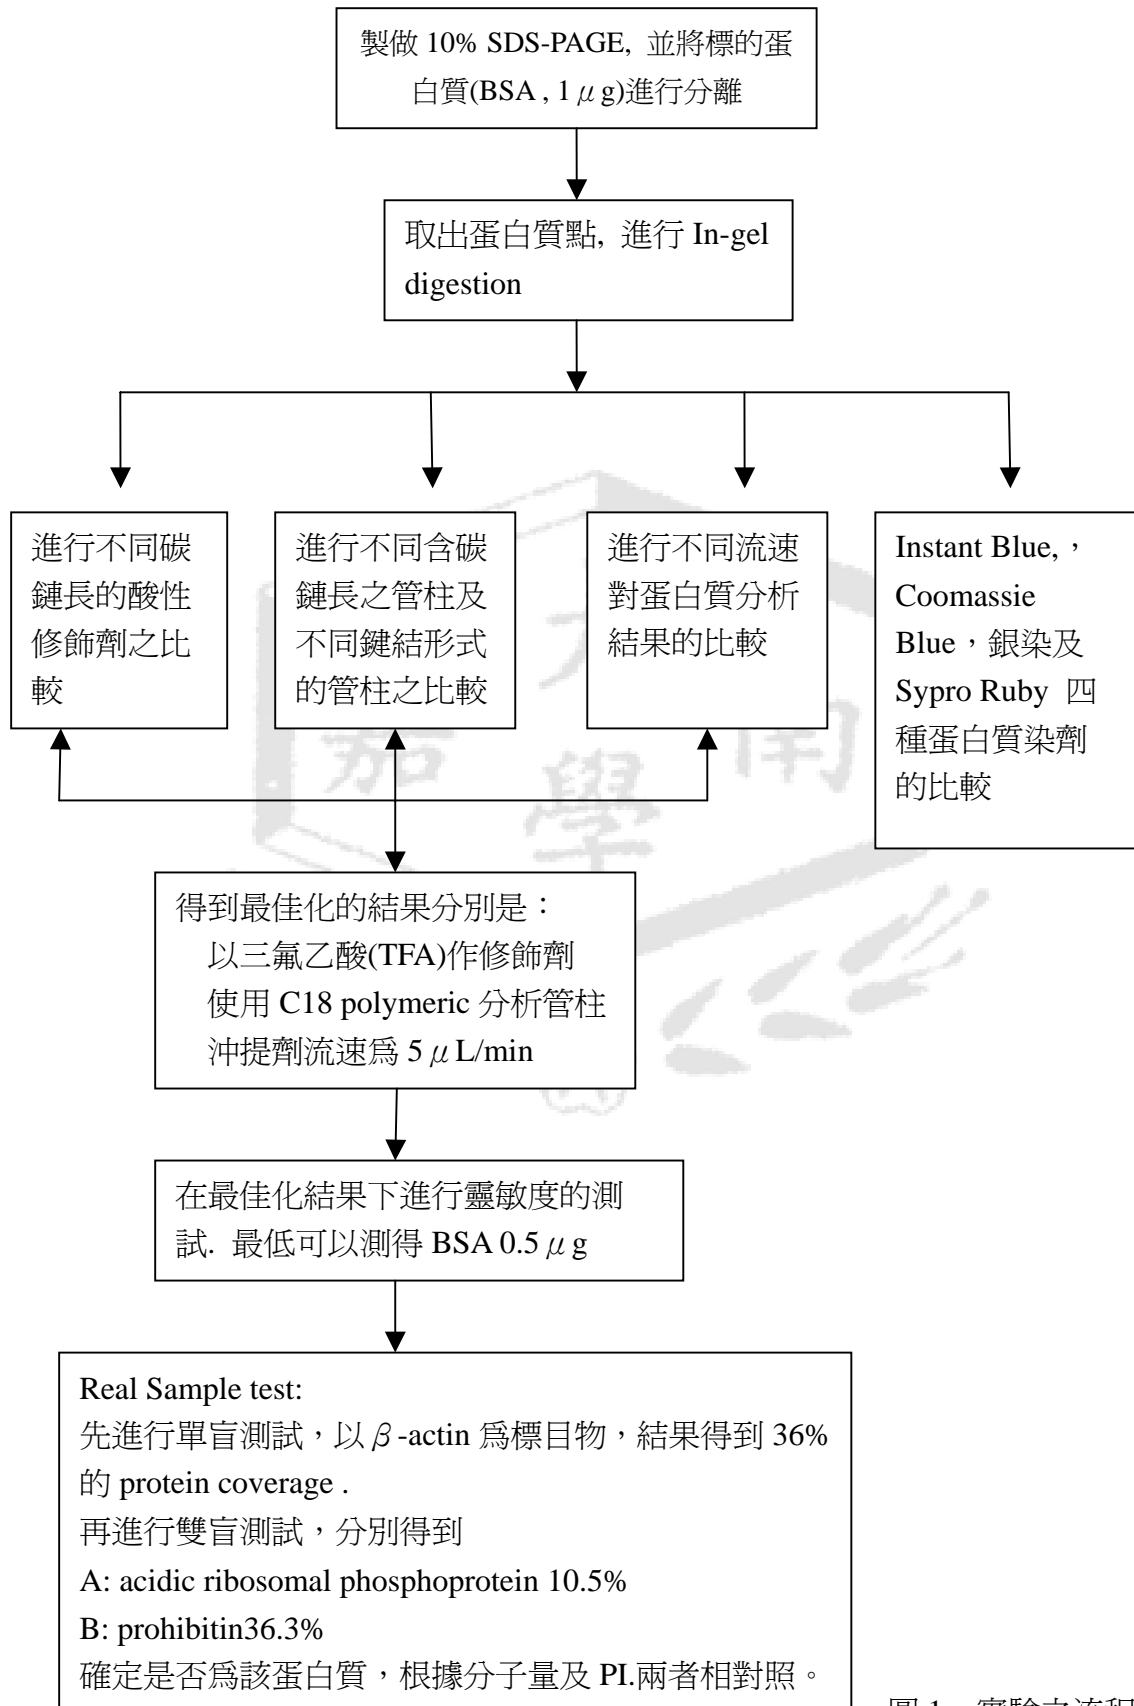 製做 10% SDS-PAGE, 並將標的蛋
白質(BSA , 1 μ g)進行分離
取出蛋白質點, 進行 In-gel
digestion
進行不同碳
鏈長的酸性
修飾劑之比
較
進行不同含碳
鏈長之管柱及
不同鍵結形式
的管柱之比較
進行不同流速
對蛋白質分析
結果的比較
Instant Blue,，
Coomassie
Blue，銀染及
Sypro Ruby 四
種蛋白質染劑
的比較
得到最佳化的結果分別是：
以三氟乙酸(TFA)作修飾劑
使用 C18 polymeric 分析管柱
沖提劑流速為 5 μ L/min
在最佳化結果下進行靈敏度的測
試. 最低可以測得 BSA 0.5 μ g
Real Sample test:
先進行單盲測試，以 β -actin 為標目物，結果得到 36%
的 protein coverage .
再進行雙盲測試，分別得到
A: acidic ribosomal phosphoprotein 10.5%
B: prohibitin36.3%
確定是否為該蛋白質，根據分子量及 PI.兩者相對照。
圖 1、實驗之流程